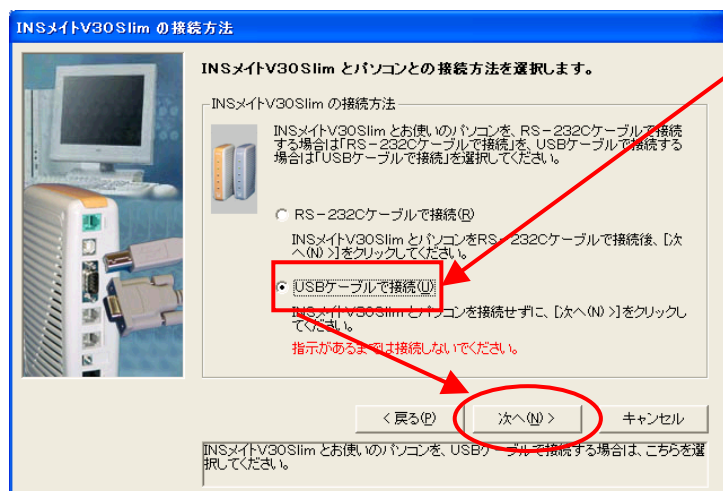 INSメイトV30Slim の接続方法
INSメイトV30Slim とパソコンとの接続方法を選択します。
INSメイトV30Slim の接続方法
INSメイトV30Slim とお使いのパソコンを、RS－232Cケーブルで接続
する場合は「RS－232Cケーブルで接続」を、USBケーブルで接続する
場合は「USBケーブルで接続」を選択してください。
RS－232Cケーブルで接続(R)
INSメイトV30Slim とパソコンをRS－232Cケーブルで接続後、[次
へ(N) >]をクリックしてください。
USBケーブルで接続(U)
INSメイトV30Slim とパソコンを接続せずに、[次へ(N) >]をクリックし
てください。
指示があるまでは接続しないでください。
< 戻る(P)
次へ(N) >
キャンセル
INSメイトV30Slim とお使いのパソコンを、USBケーブルで接続する場合は、こちらを選
択してください。